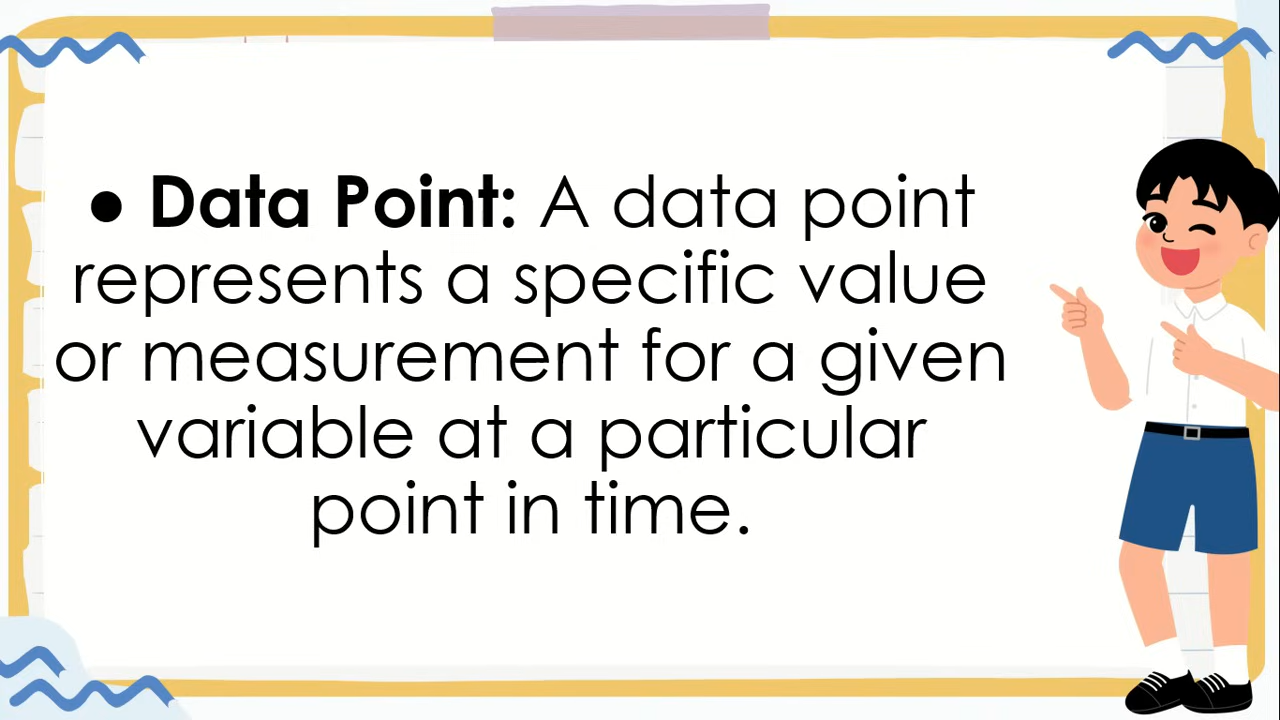 ● Data Point: A data point
represents a specific value
or measurement for a given
variable at a particular
point in time.